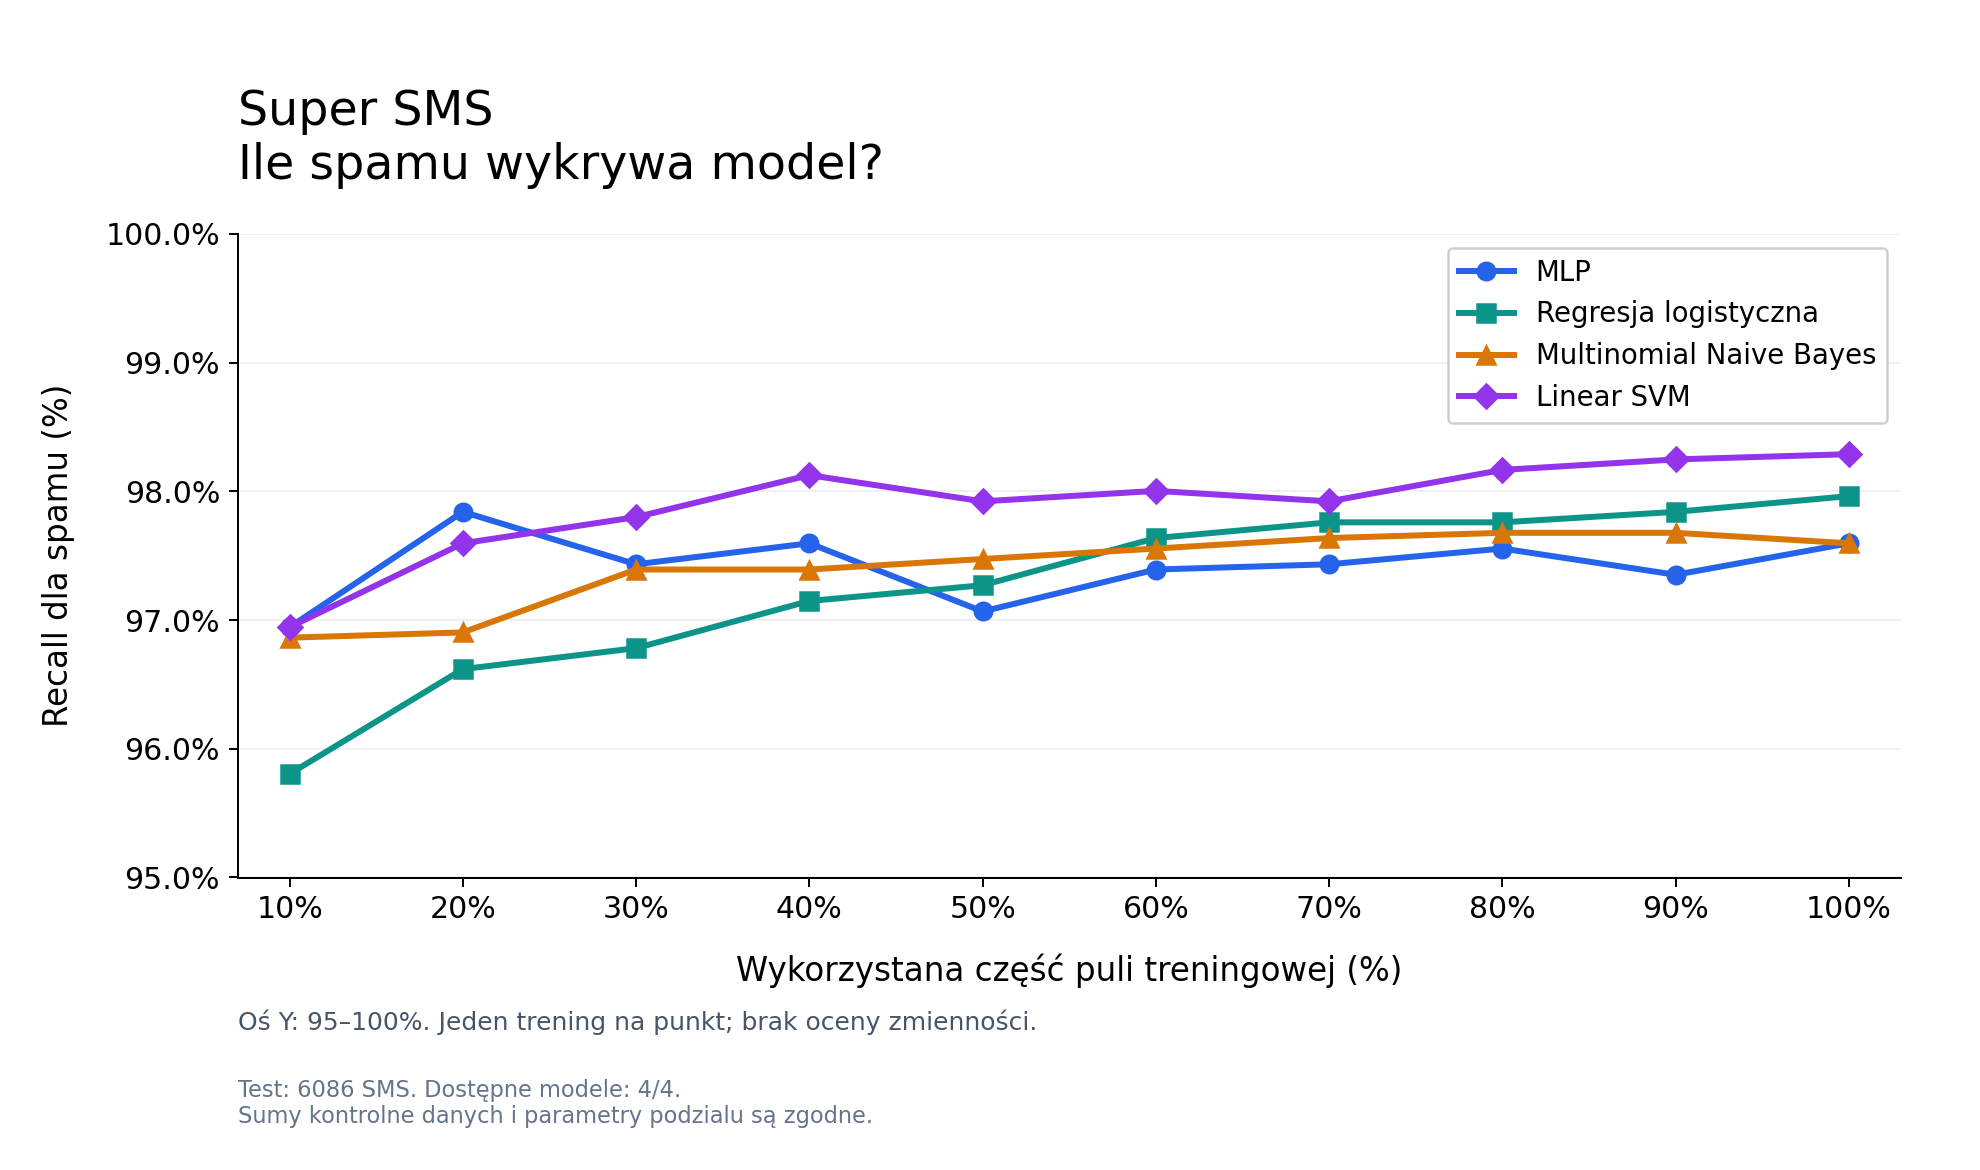 Super SMS
Ile spamu wykrywa model?
100.0%
99.0%
98.0%
97.0%
96.0%
95.0%
Recall dla spamu (%)
MLP
Regresja logistyczna
Multinomial Naive Bayes
Linear SVM
10% 20% 30% 40% 50% 60% 70% 80% 90% 100%
Wykorzystana część puli treningowej (%)
Oś Y: 95–100%. Jeden trening na punkt; brak oceny zmienności.
Test: 6086 SMS. Dostępne modele: 4/4.
Sumy kontrolne danych i parametry podzialu są zgodne.